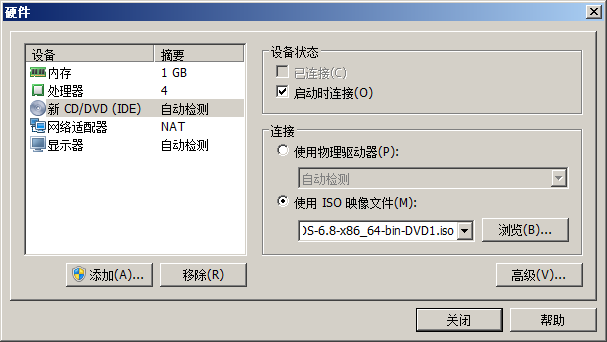 硬件
设备 摘要
内存 1 GB
处理器 4
新 CD/DVD (IDE) 自动检测
网络适配器 NAT
显示器 自动检测
添加(A)... 移除(R)
设备状态
已连接(C)
启动时连接(O)
连接
使用物理驱动器(P):
自动检测
使用 ISO 映像文件(M):
OS-6.8-x86_64-bin-DVD1.iso 浏览(B)...
高级(V)...
关闭 帮助